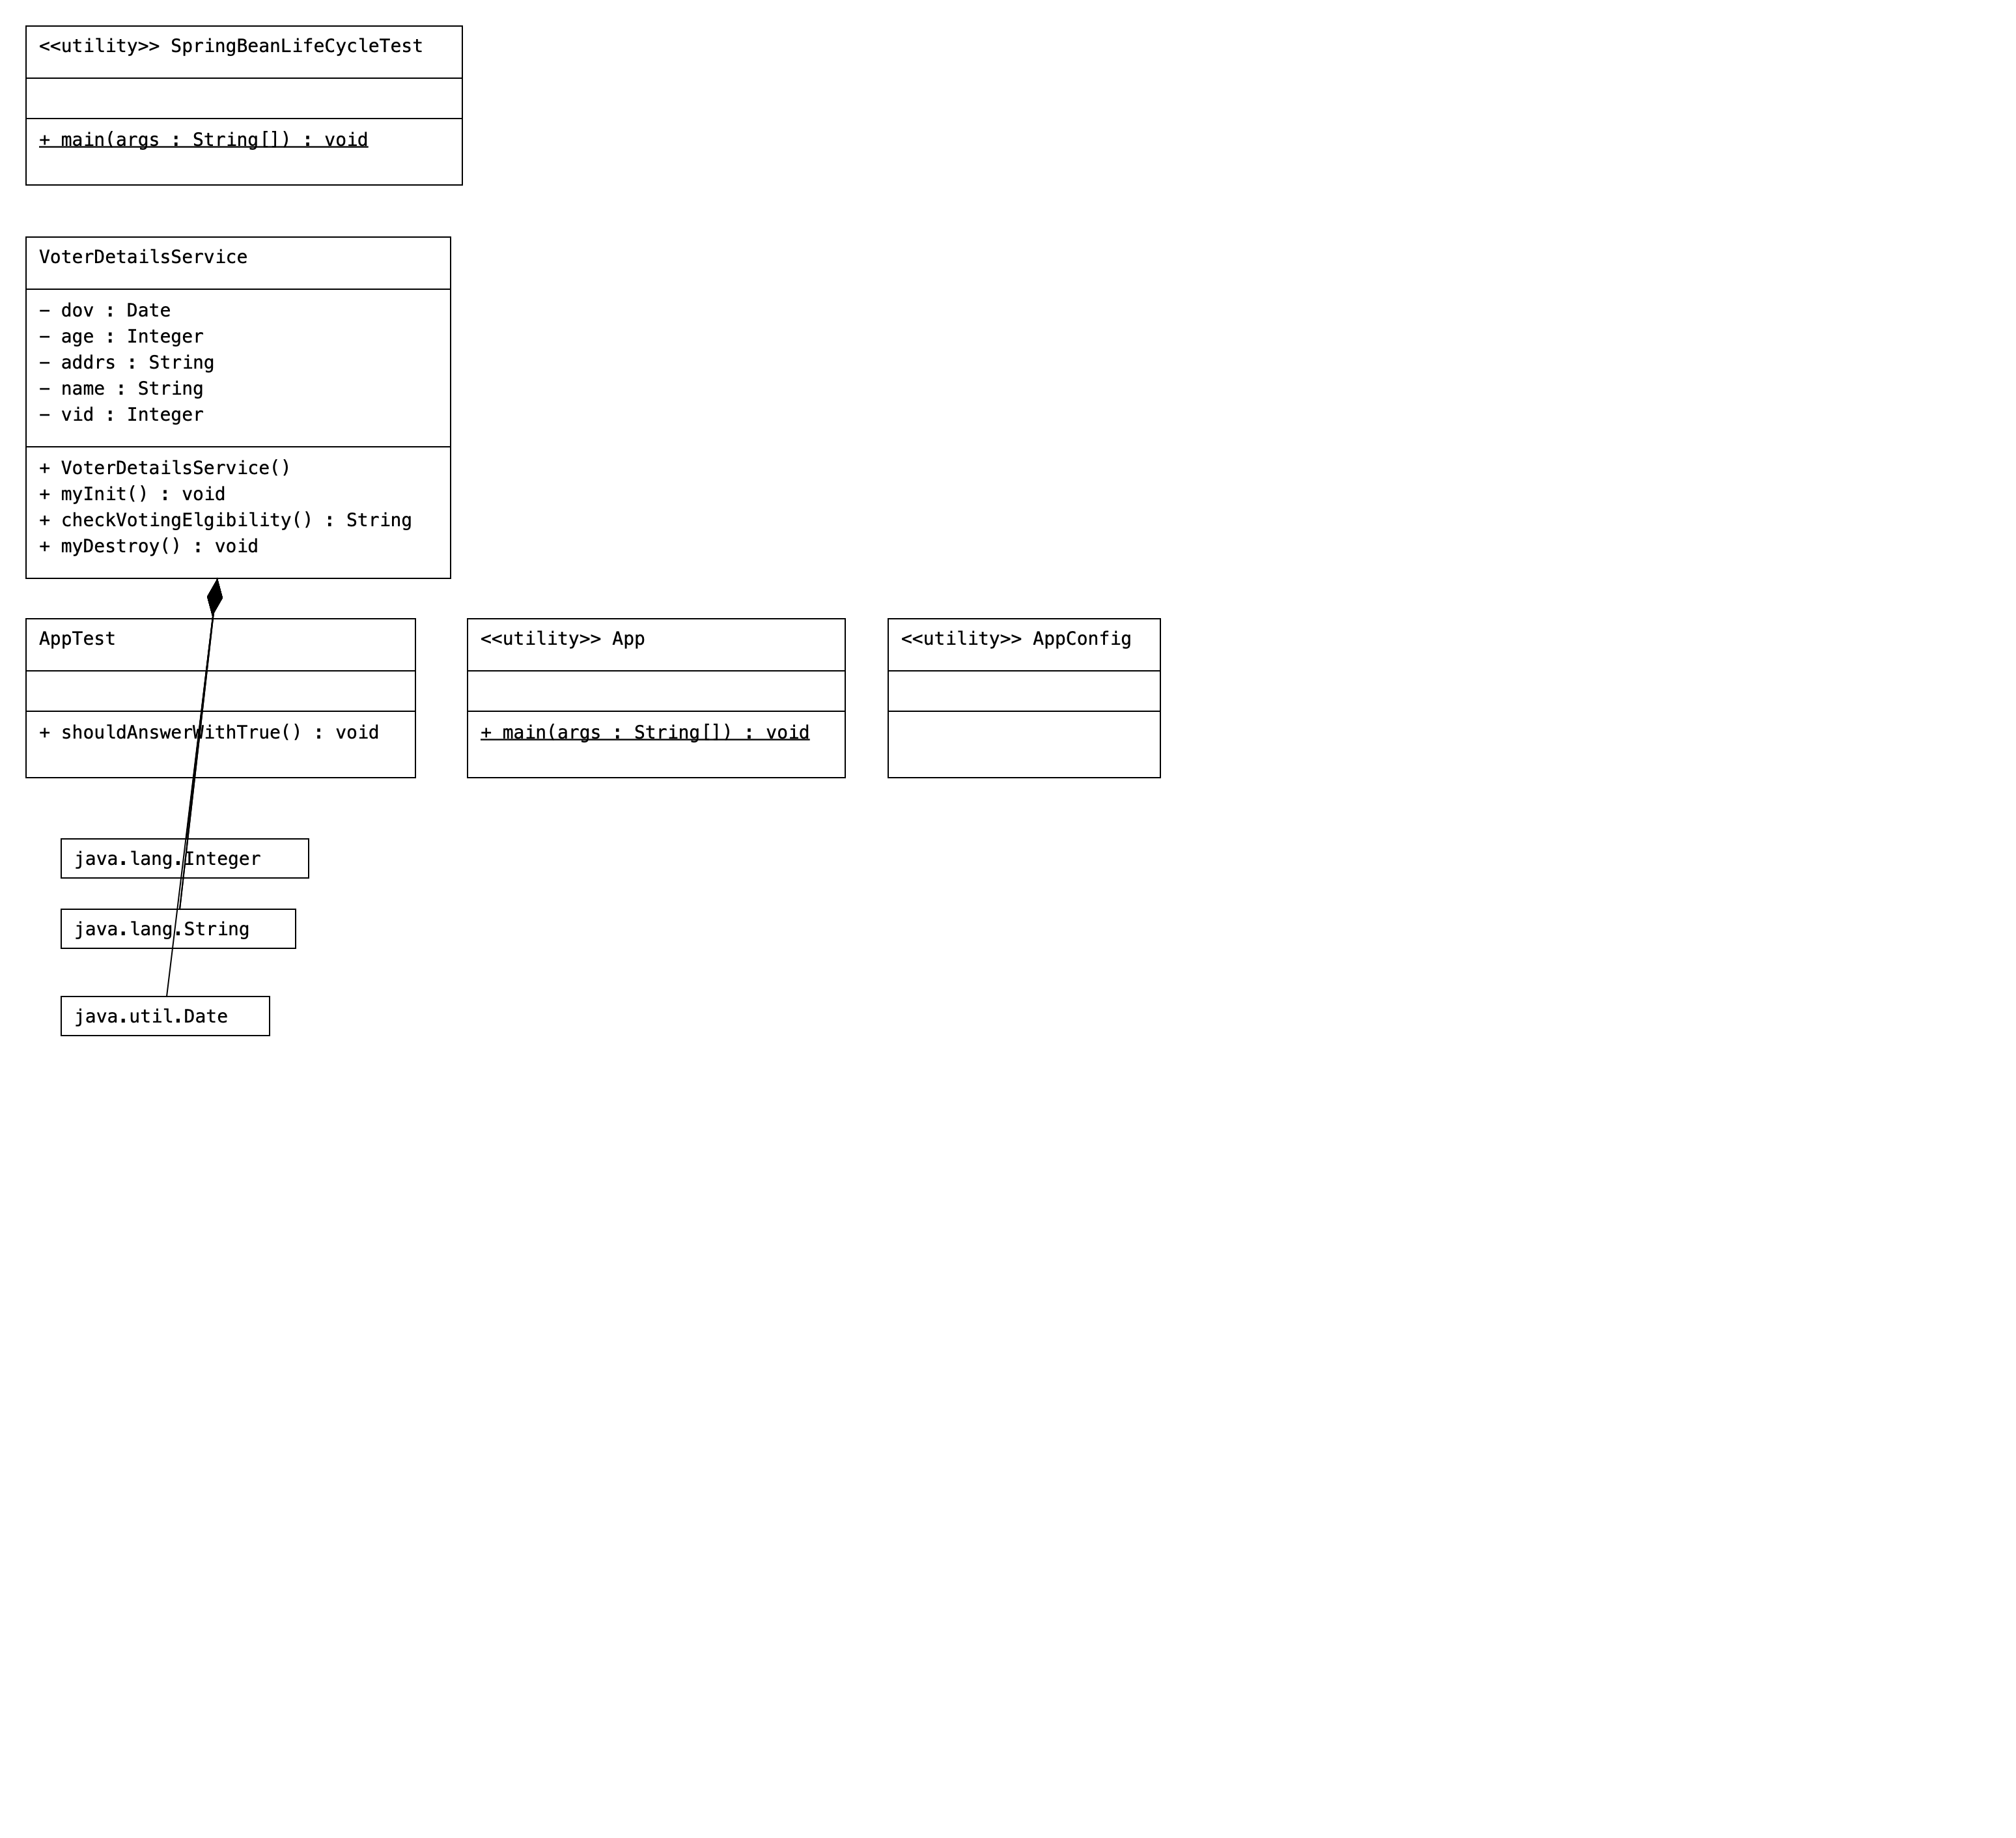 <<utility>> SpringBeanLifeCycleTest
+ main(args : String[]) : void
VoterDetailsService
− dov : Date
− age : Integer
− addrs : String
− name : String
− vid : Integer
+ VoterDetailsService()
+ myInit() : void
+ checkVotingElgibility() : String
+ myDestroy() : void
AppTest
+ shouldAnswerWithTrue() : void
<<utility>> App
+ main(args : String[]) : void
<<utility>> AppConfig
java.lang.Integer
java.lang.String
java.util.Date